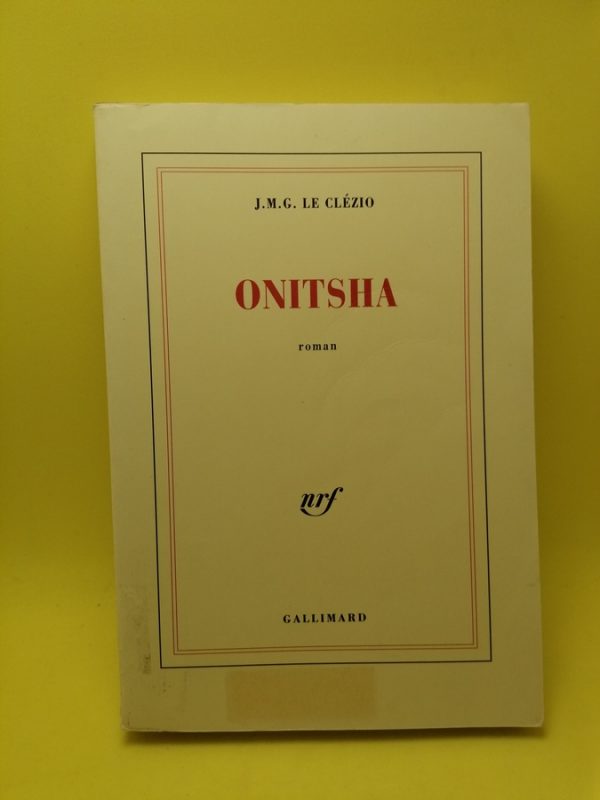 J.M.G. LE CLÉZIO
ONITSHA
roman
nrf
GALLIMARD